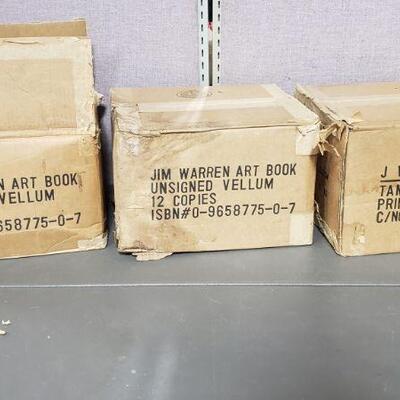 N ART BOOK
VELLUM
658775-0-7
JIM WARREN ART BOOK
UNSIGNED VELLUM
12 COPIES
ISBN#0-9658775-0-7
J
TAM
PRI
C/NO